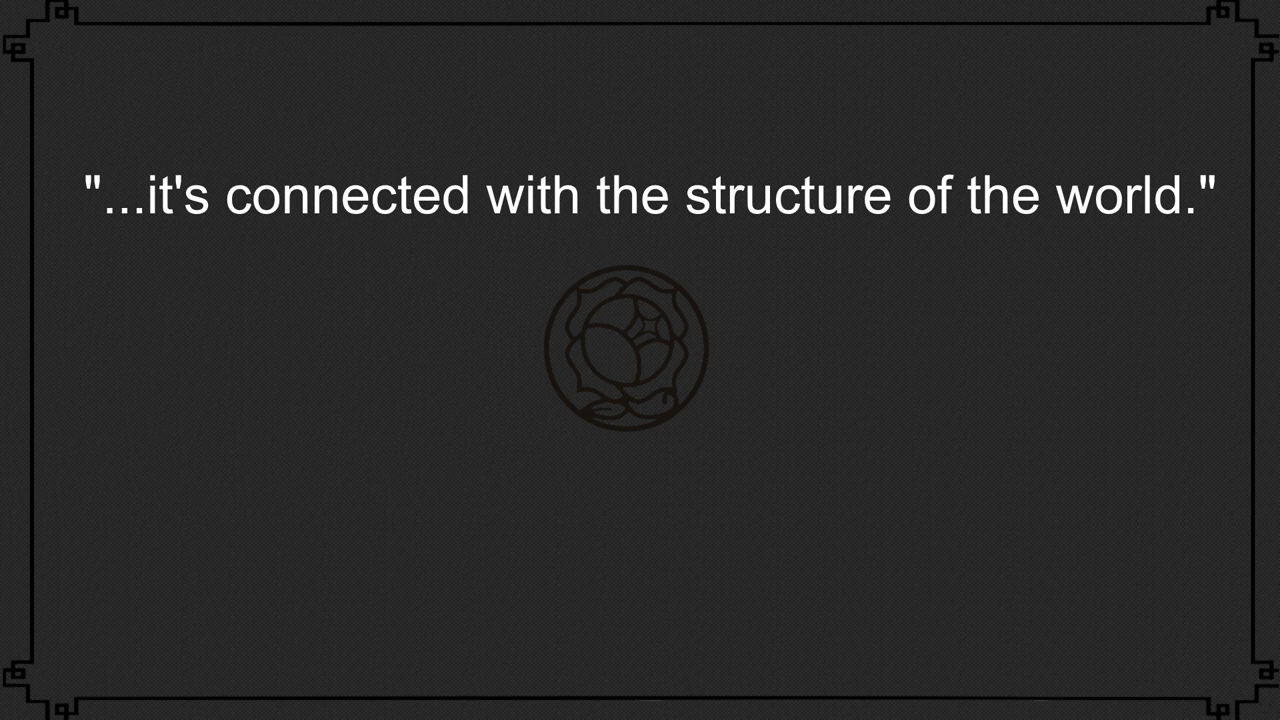 "...it's connected with the structure of the world."